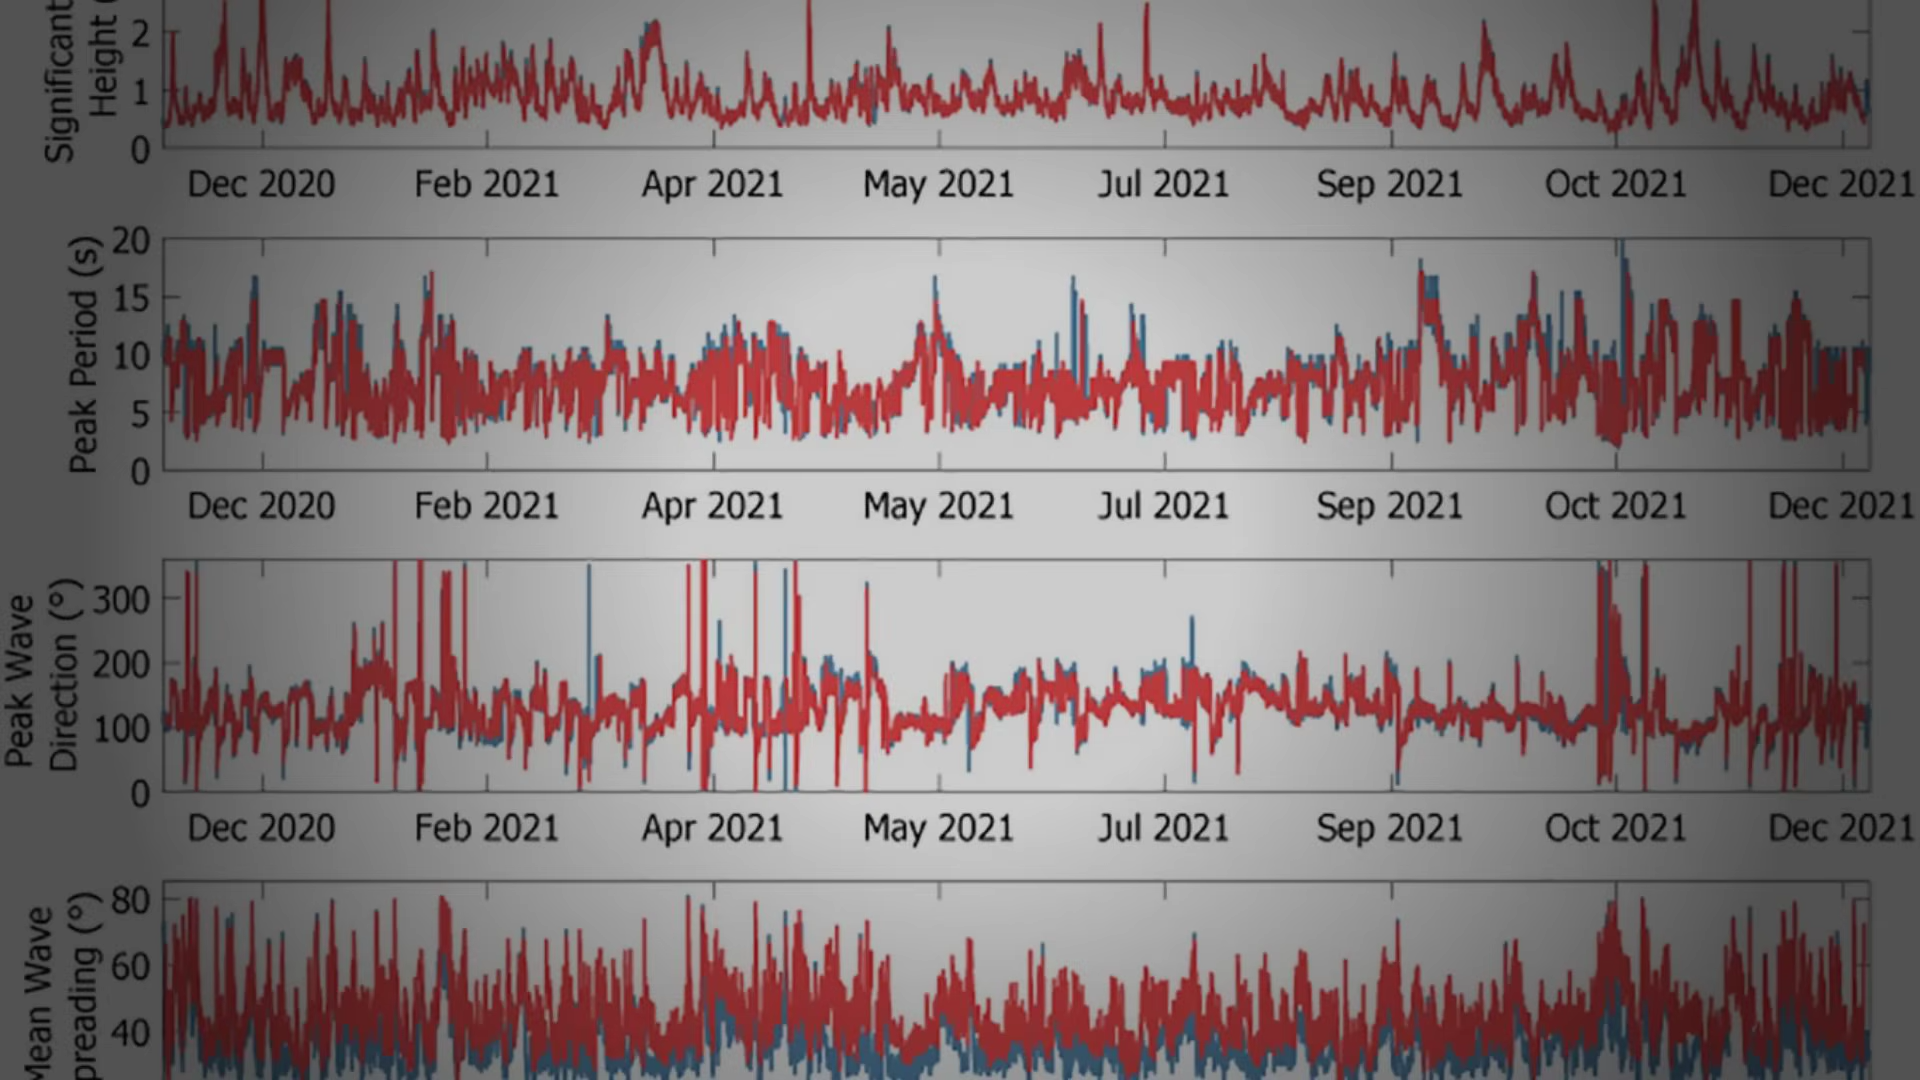 Significant
Height (
2
1
0
Dec 2020 Feb 2021 Apr 2021 May 2021 Jul 2021 Sep 2021 Oct 2021 Dec 2021
Peak Period (s)
20
15
10
5
0
Dec 2020 Feb 2021 Apr 2021 May 2021 Jul 2021 Sep 2021 Oct 2021 Dec 2021
Peak Wave
Direction (°)
300
200
100
0
Dec 2020 Feb 2021 Apr 2021 May 2021 Jul 2021 Sep 2021 Oct 2021 Dec 2021
Mean Wave
preading (°)
80
60
40